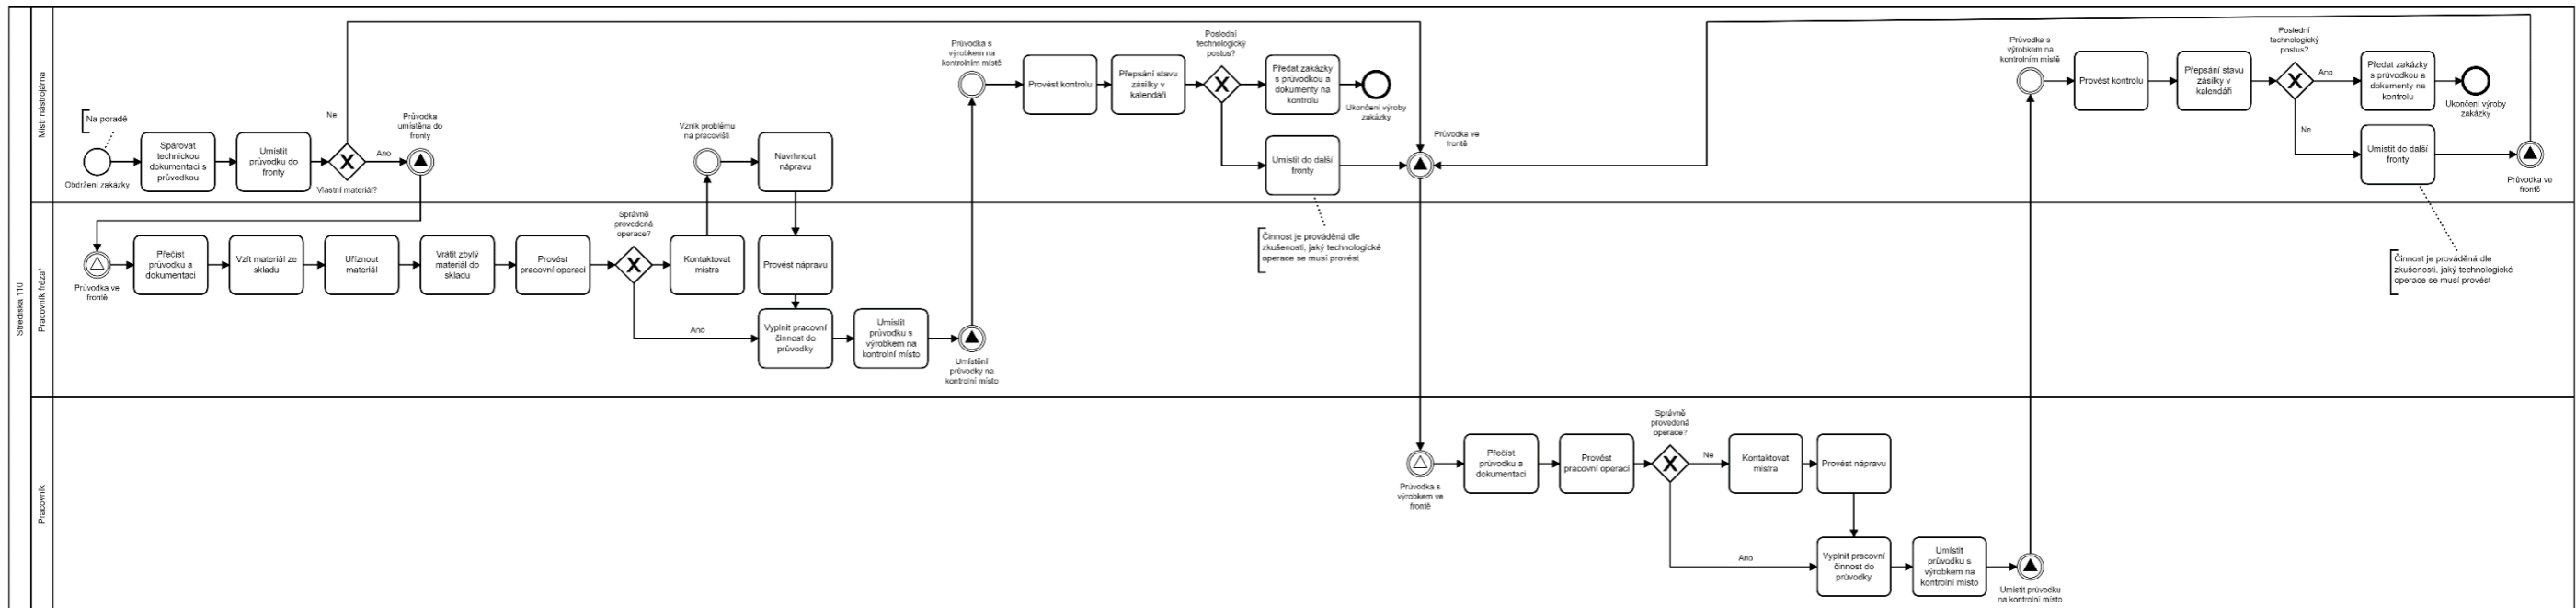 Střediska 110
Mistr nástrojárna
Na poradě
Obdržení zakázky
Spárovat
technickou
dokumentaci s
průvodkou
Umístit
průvodku do
fronty
Ne
Vlastní materiál?
Ano
Průvodka
umístěna do
fronty
Vznik problému
na pracovišti
Navrhnout
nápravu
Průvodka s
výrobkem na
kontrolním místě
Provést kontrolu
Přepsání stavu
zásilky v
kalendáři
Poslední
technologický
postus?
Předat zakázky
s průvodkou a
dokumenty na
kontrolu
Ukončení výroby
zakázky
Umístit do další
fronty
Průvodka ve
frontě
Činnost je prováděná dle
zkušeností, jaký technologické
operace se musí provést
Průvodka s
výrobkem na
kontrolním místě
Provést kontrolu
Přepsání stavu
zásilky v
kalendáři
Poslední
technologický
postus?
Ano
Ne
Předat zakázky
s průvodkou a
dokumenty na
kontrolu
Ukončení výroby
zakázky
Umístit do další
fronty
Průvodka ve
frontě
Činnost je prováděná dle
zkušeností, jaký technologické
operace se musí provést
Pracovník frézař
Průvodka ve
frontě
Přečíst
průvodku a
dokumentaci
Vzít materiál ze
skladu
Uříznout
materiál
Vrátit zbylý
materiál do
skladu
Provést
pracovní operaci
Správně
provedená
operace?
Kontaktovat
mistra
Provést nápravu
Ano
Vyplnit pracovní
činnost do
průvodky
Umístit
průvodku s
výrobkem na
kontrolní místo
Umístění
průvodky na
kontrolní místo
Pracovník
Průvodka s
výrobkem ve
frontě
Přečíst
průvodku a
dokumentaci
Provést
pracovní operaci
Správně
provedená
operace?
Ne
Kontaktovat
mistra
Provést nápravu
Ano
Vyplnit pracovní
činnost do
průvodky
Umístit
průvodku s
výrobkem na
kontrolní místo
Umístit průvodku
na kontrolní místo